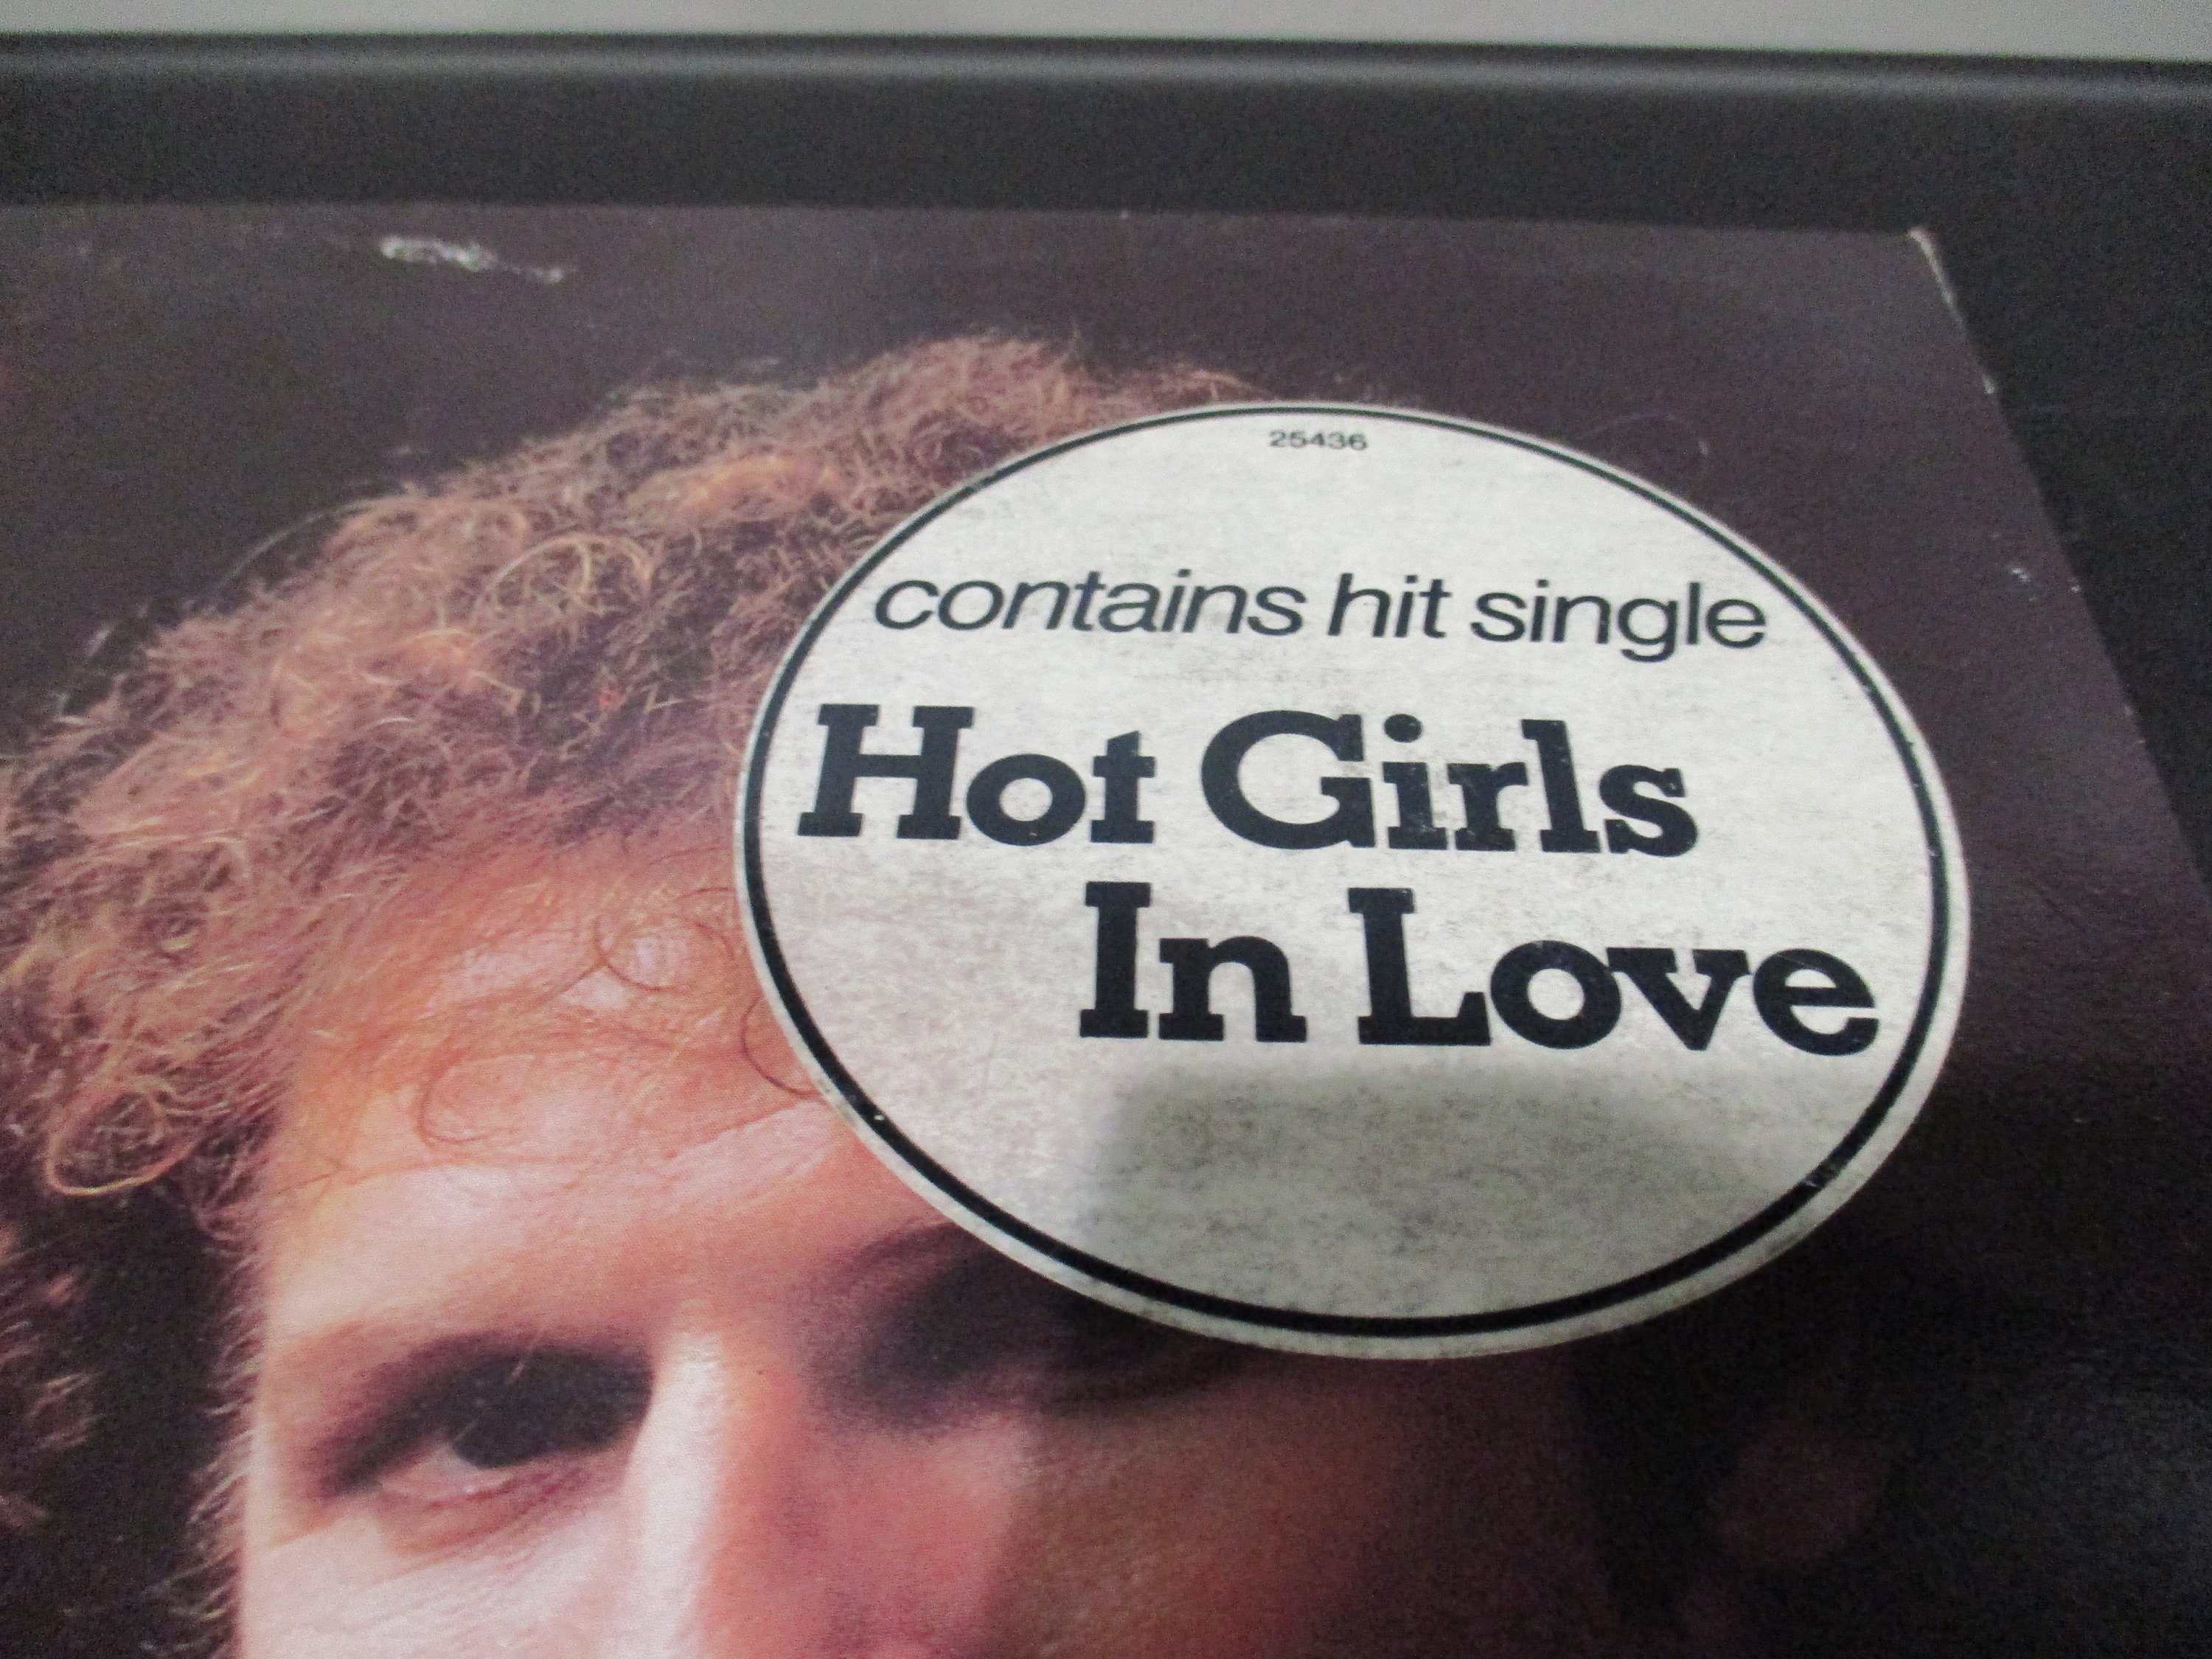 25436
contains hit single
Hot Girls
In Love